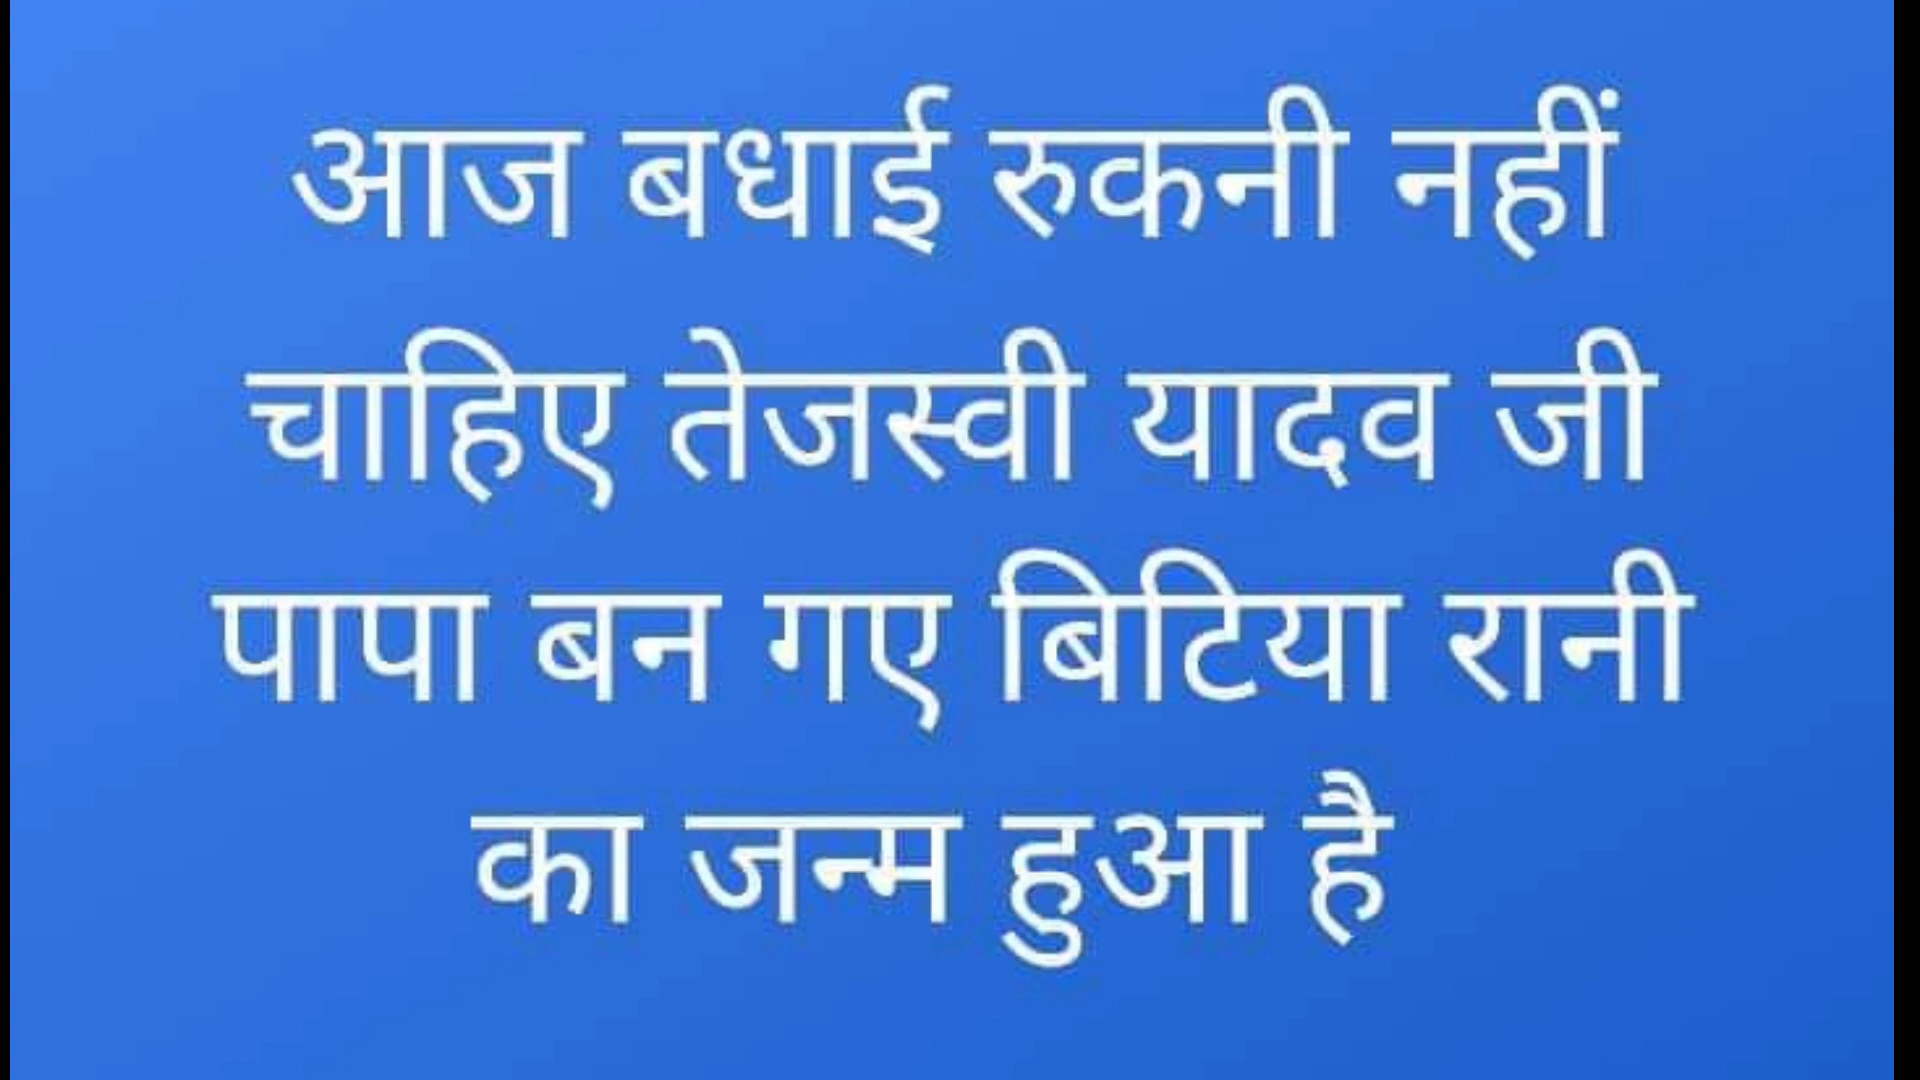 आज बधाई रुकनी नहीं
चाहिए तेजस्वी यादव जी
पापा बन गए बिटिया रानी
का जन्म हुआ है